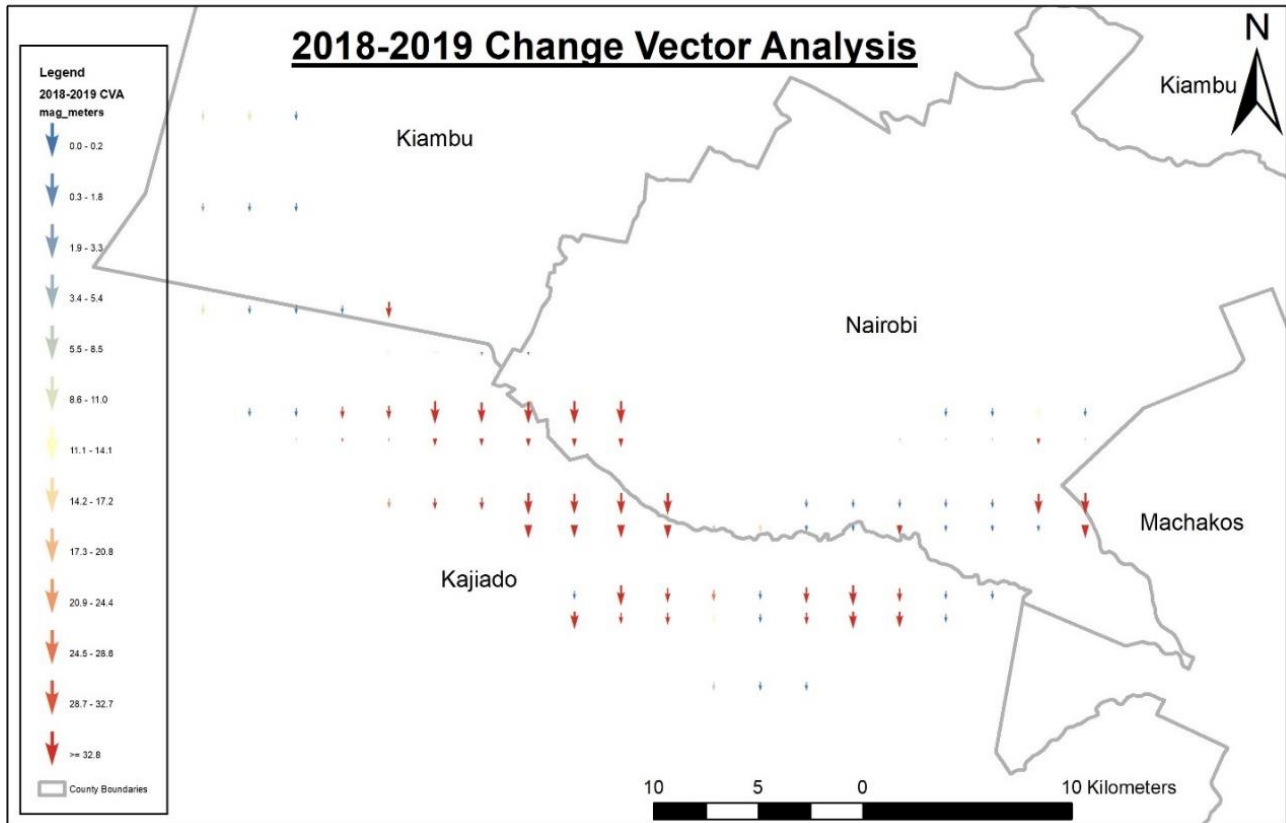 2018-2019 Change Vector Analysis
N
Legend
2018-2019 CVA
mag_meters
0.0 - 0.2
0.3 - 1.8
1.9 - 3.3
3.4 - 5.4
5.5 - 8.5
8.6 - 11.0
11.1 - 14.1
14.2 - 17.2
17.3 - 20.8
20.9 - 24.4
24.5 - 28.6
28.7 - 32.7
>= 32.8
County Boundaries
Kiambu
Kiambu
Nairobi
Machakos
Kajiado
10 5 0 10 Kilometers